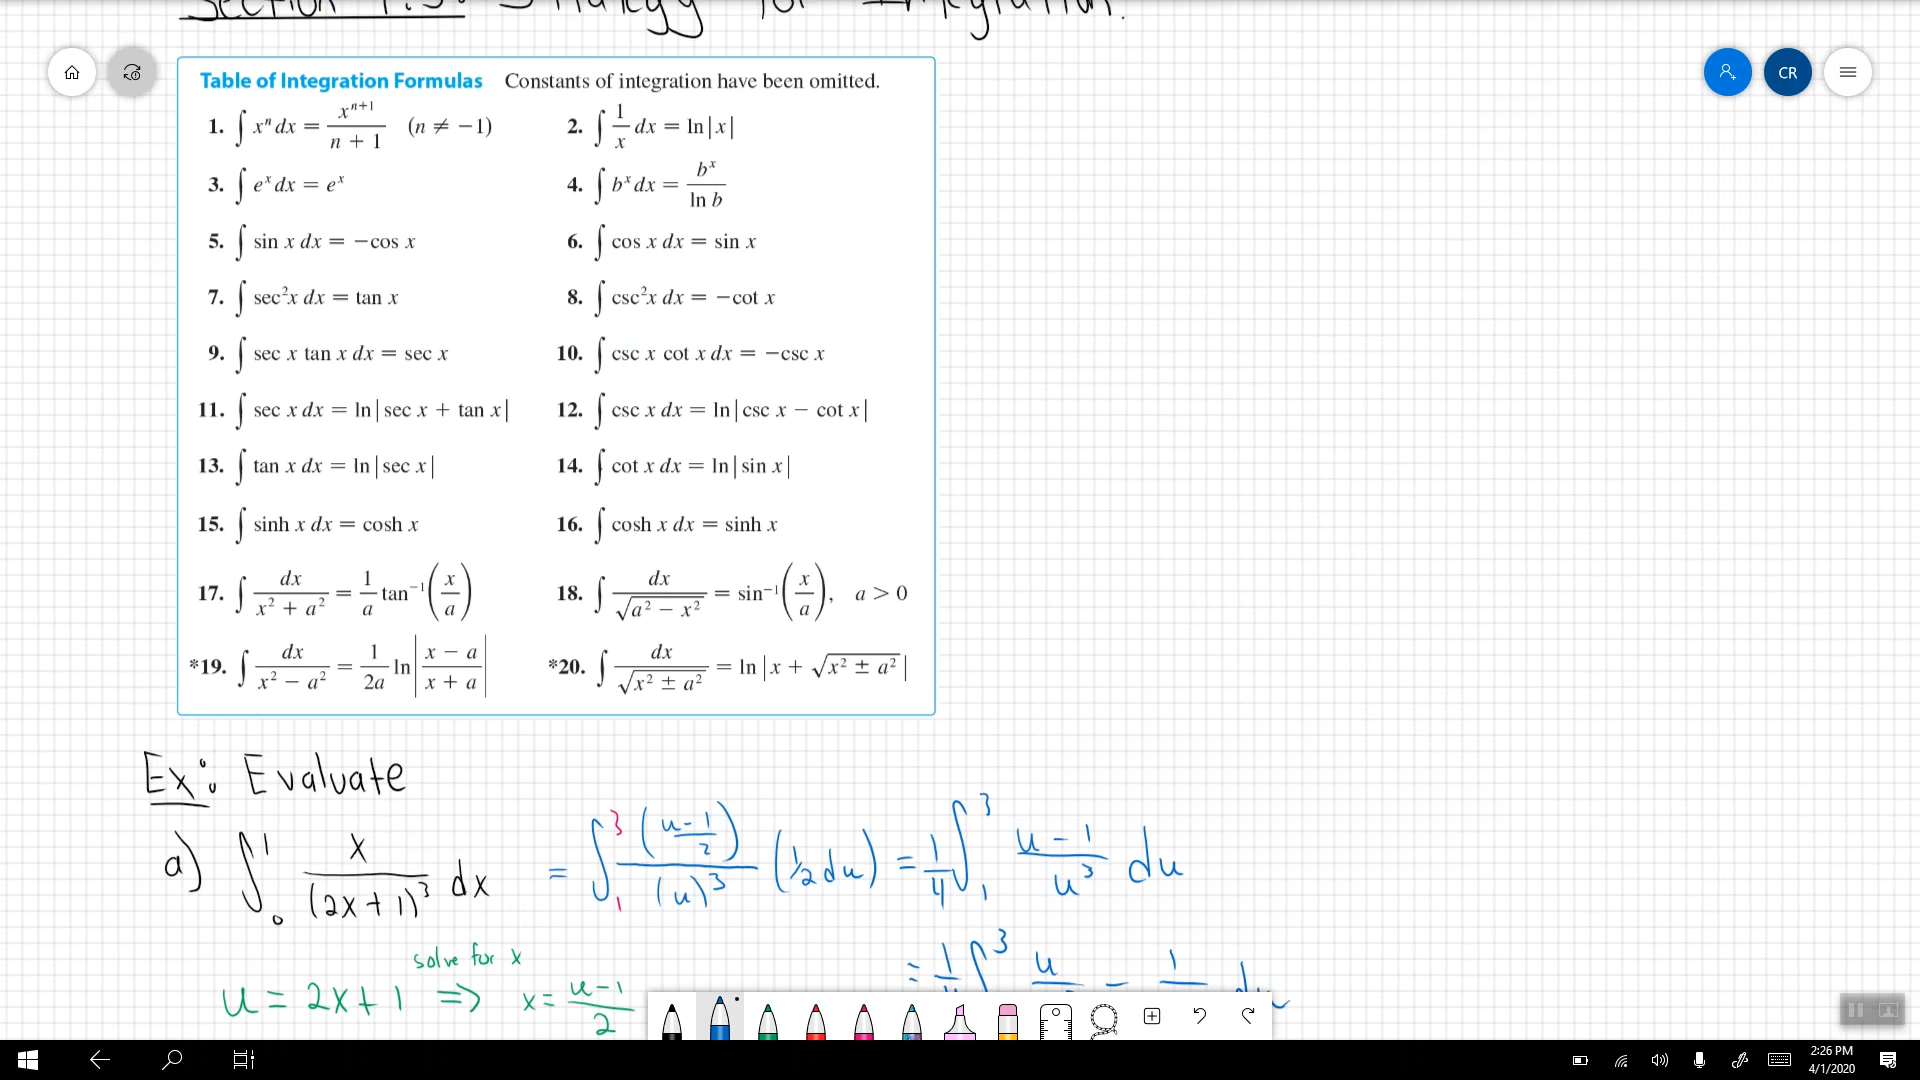 Section 7.5: Strategy for Integration.
CR
Table of Integration Formulas Constants of integration have been omitted.
1. ∫ xⁿ dx = xⁿ⁺¹/(n + 1) (n ≠ −1)
2. ∫ 1/x dx = ln|x|
3. ∫ eˣ dx = eˣ
4. ∫ bˣ dx = bˣ/ln b
5. ∫ sin x dx = −cos x
6. ∫ cos x dx = sin x
7. ∫ sec²x dx = tan x
8. ∫ csc²x dx = −cot x
9. ∫ sec x tan x dx = sec x
10. ∫ csc x cot x dx = −csc x
11. ∫ sec x dx = ln|sec x + tan x|
12. ∫ csc x dx = ln|csc x − cot x|
13. ∫ tan x dx = ln|sec x|
14. ∫ cot x dx = ln|sin x|
15. ∫ sinh x dx = cosh x
16. ∫ cosh x dx = sinh x
17. ∫ dx/(x² + a²) = 1/a tan⁻¹(x/a)
18. ∫ dx/√(a² − x²) = sin⁻¹(x/a), a > 0
*19. ∫ dx/(x² − a²) = 1/2a ln|(x − a)/(x + a)|
*20. ∫ dx/√(x² ± a²) = ln|x + √(x² ± a²)|
Ex: Evaluate
a) ∫₀¹ x/(2x+1)³ dx = ∫₁³ ((u-1)/2)/(u)³ (1/2 du) = 1/4 ∫₁³ (u-1)/u³ du
solve for x
u = 2x+1 => x = (u-1)/2
2:26 PM
4/1/2020